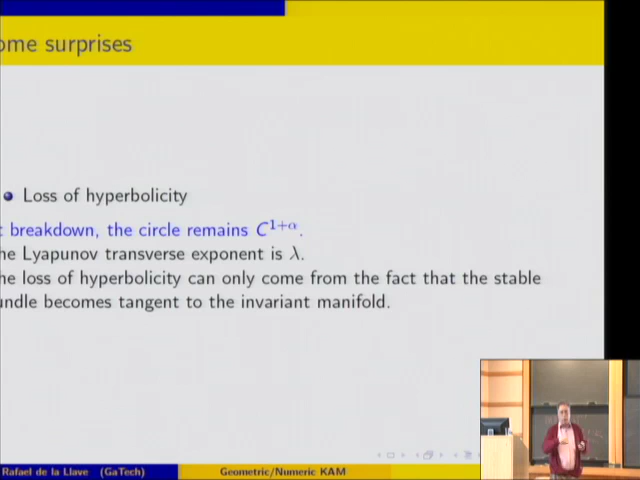 ome surprises
Loss of hyperbolicity
t breakdown, the circle remains C^{1+α}.
he Lyapunov transverse exponent is λ.
he loss of hyperbolicity can only come from the fact that the stable
undle becomes tangent to the invariant manifold.
Rafael de la Llave (GaTech)
Geometric/Numeric KAM